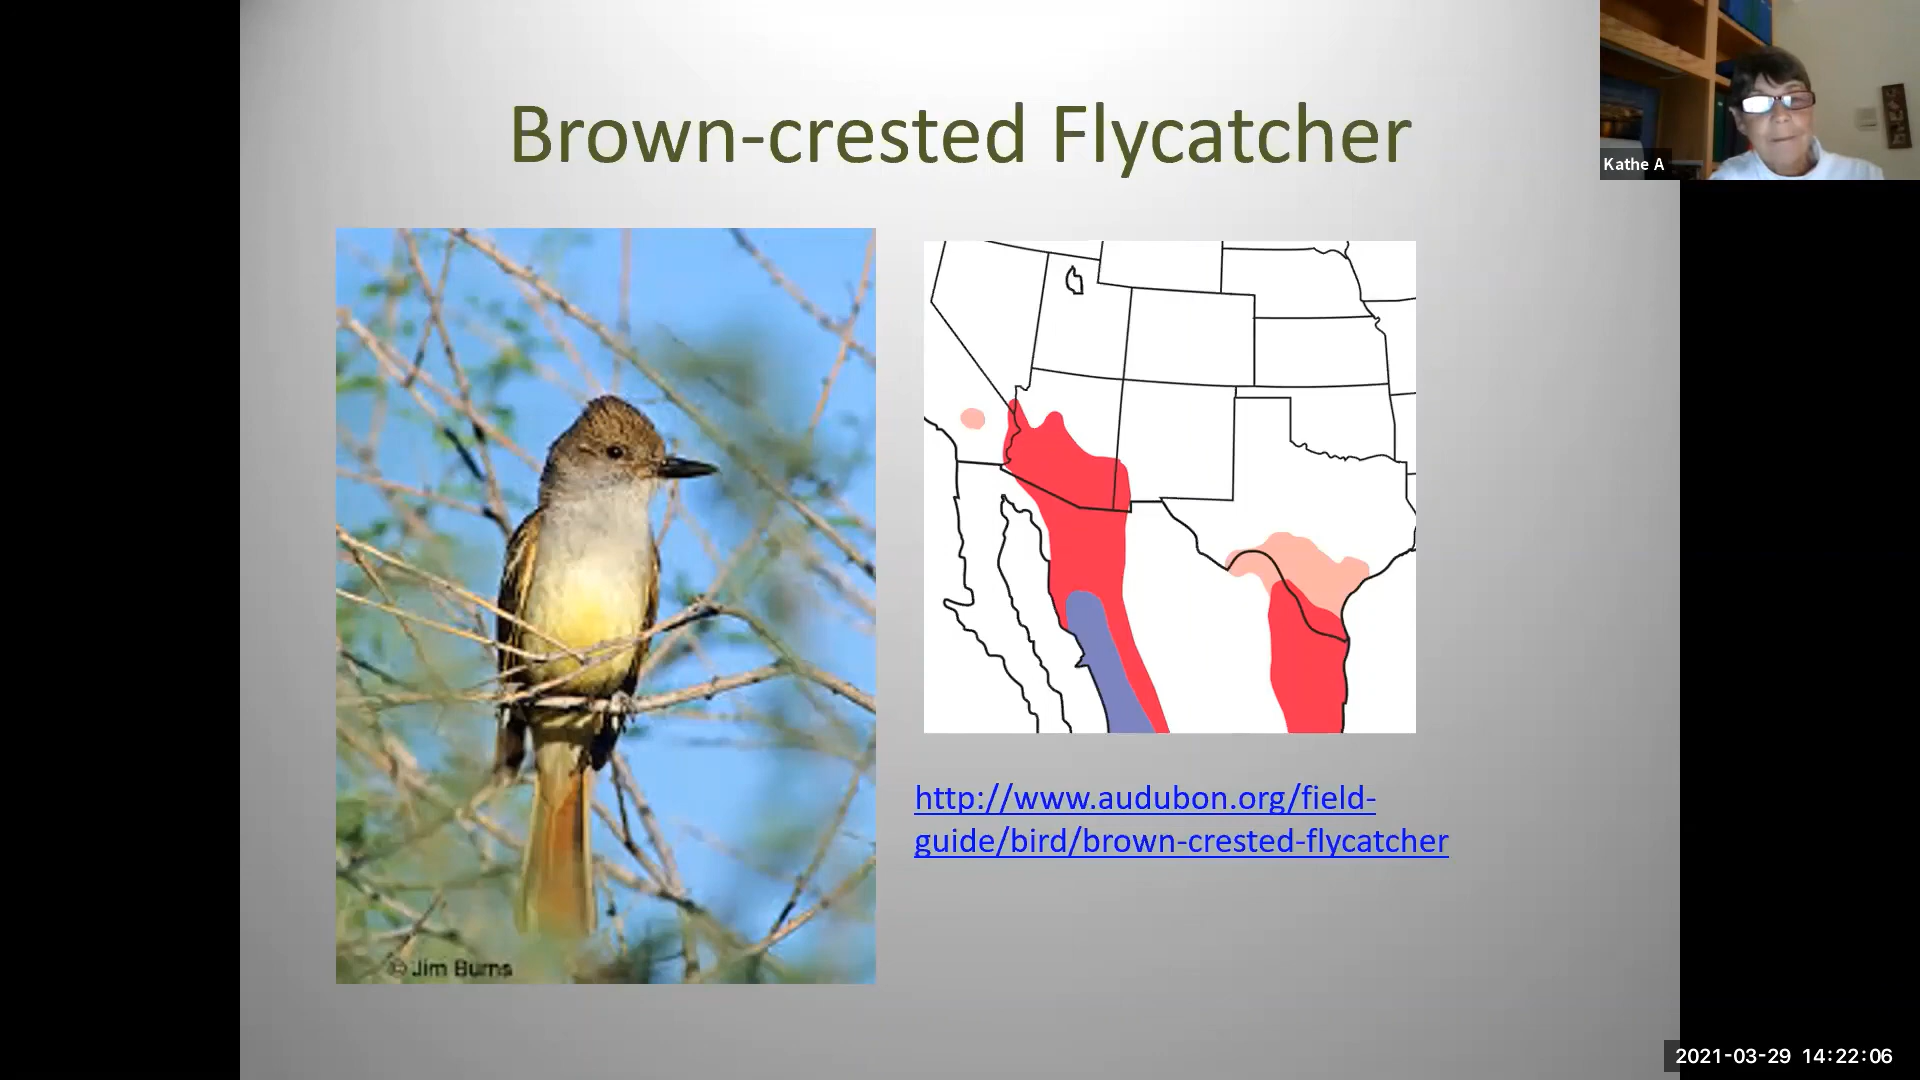 Brown-crested Flycatcher
Kathe A
© Jim Burns
http://www.audubon.org/field-
guide/bird/brown-crested-flycatcher
2021-03-29 14:22:06